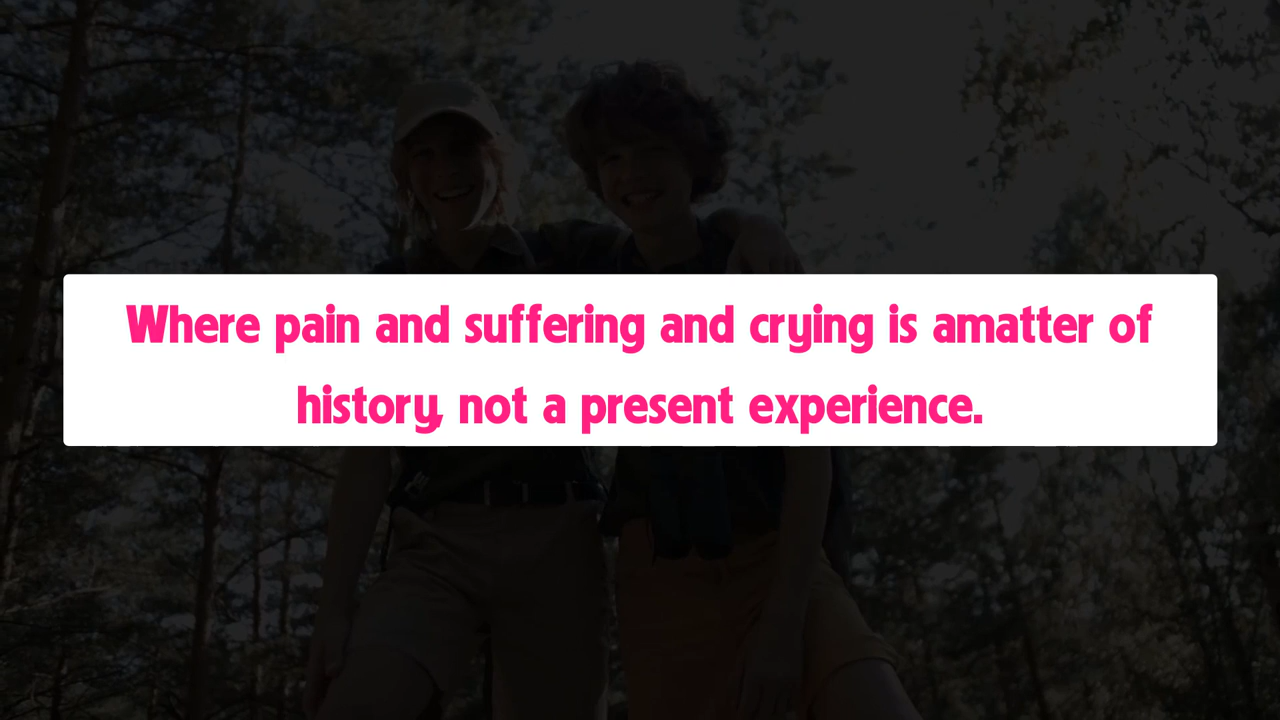 Where pain and suffering and crying is amatter of
history, not a present experience.